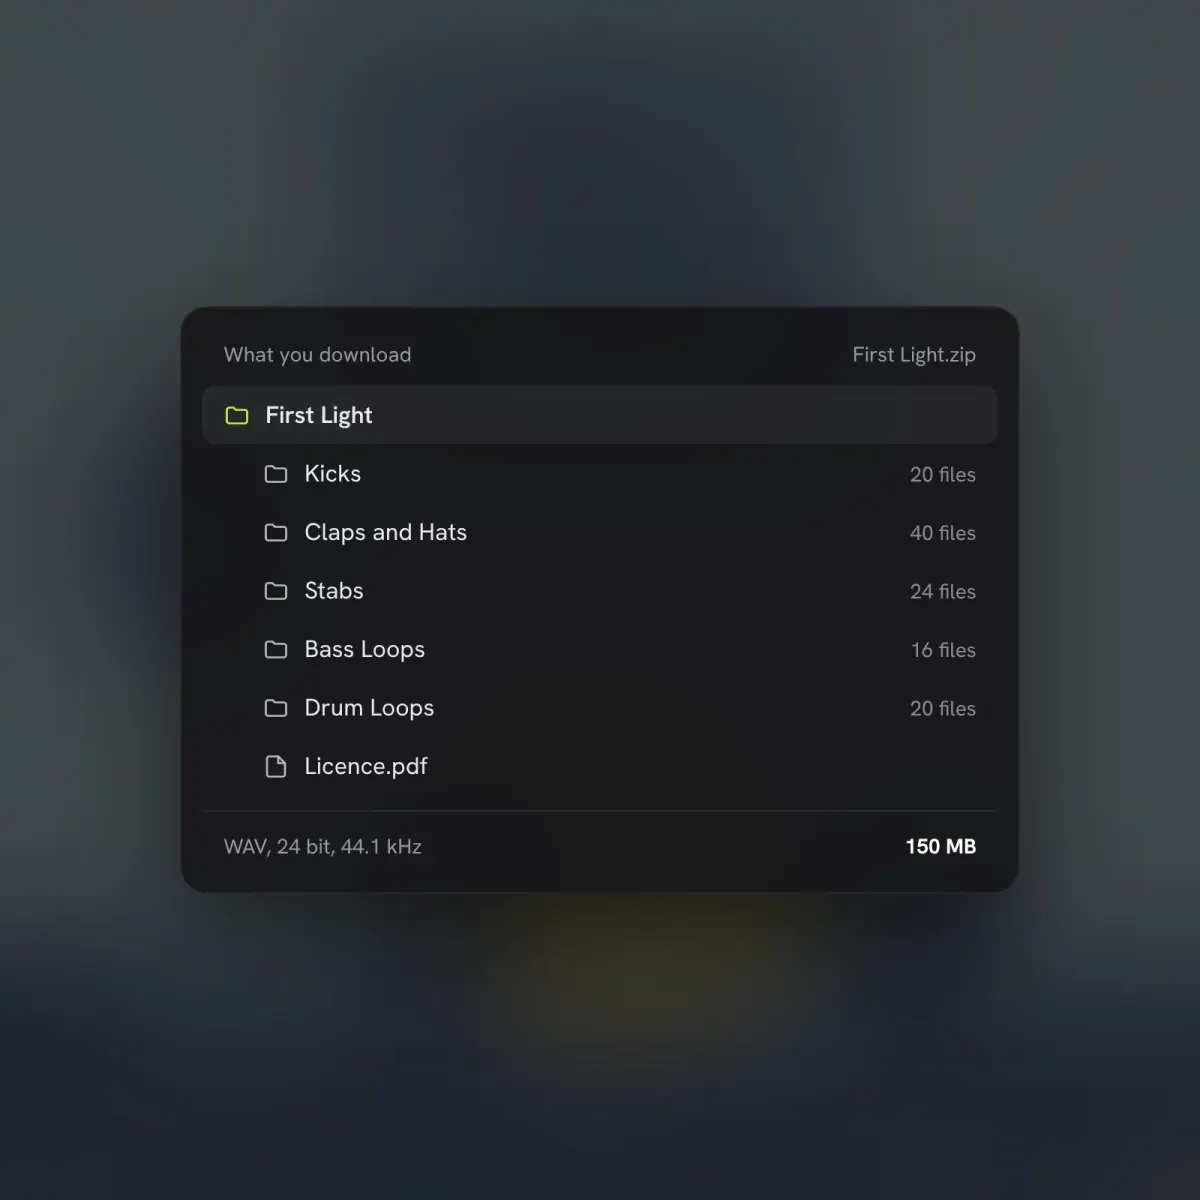 What you download First Light.zip
First Light
Kicks 20 files
Claps and Hats 40 files
Stabs 24 files
Bass Loops 16 files
Drum Loops 20 files
Licence.pdf
WAV, 24 bit, 44.1 kHz 150 MB